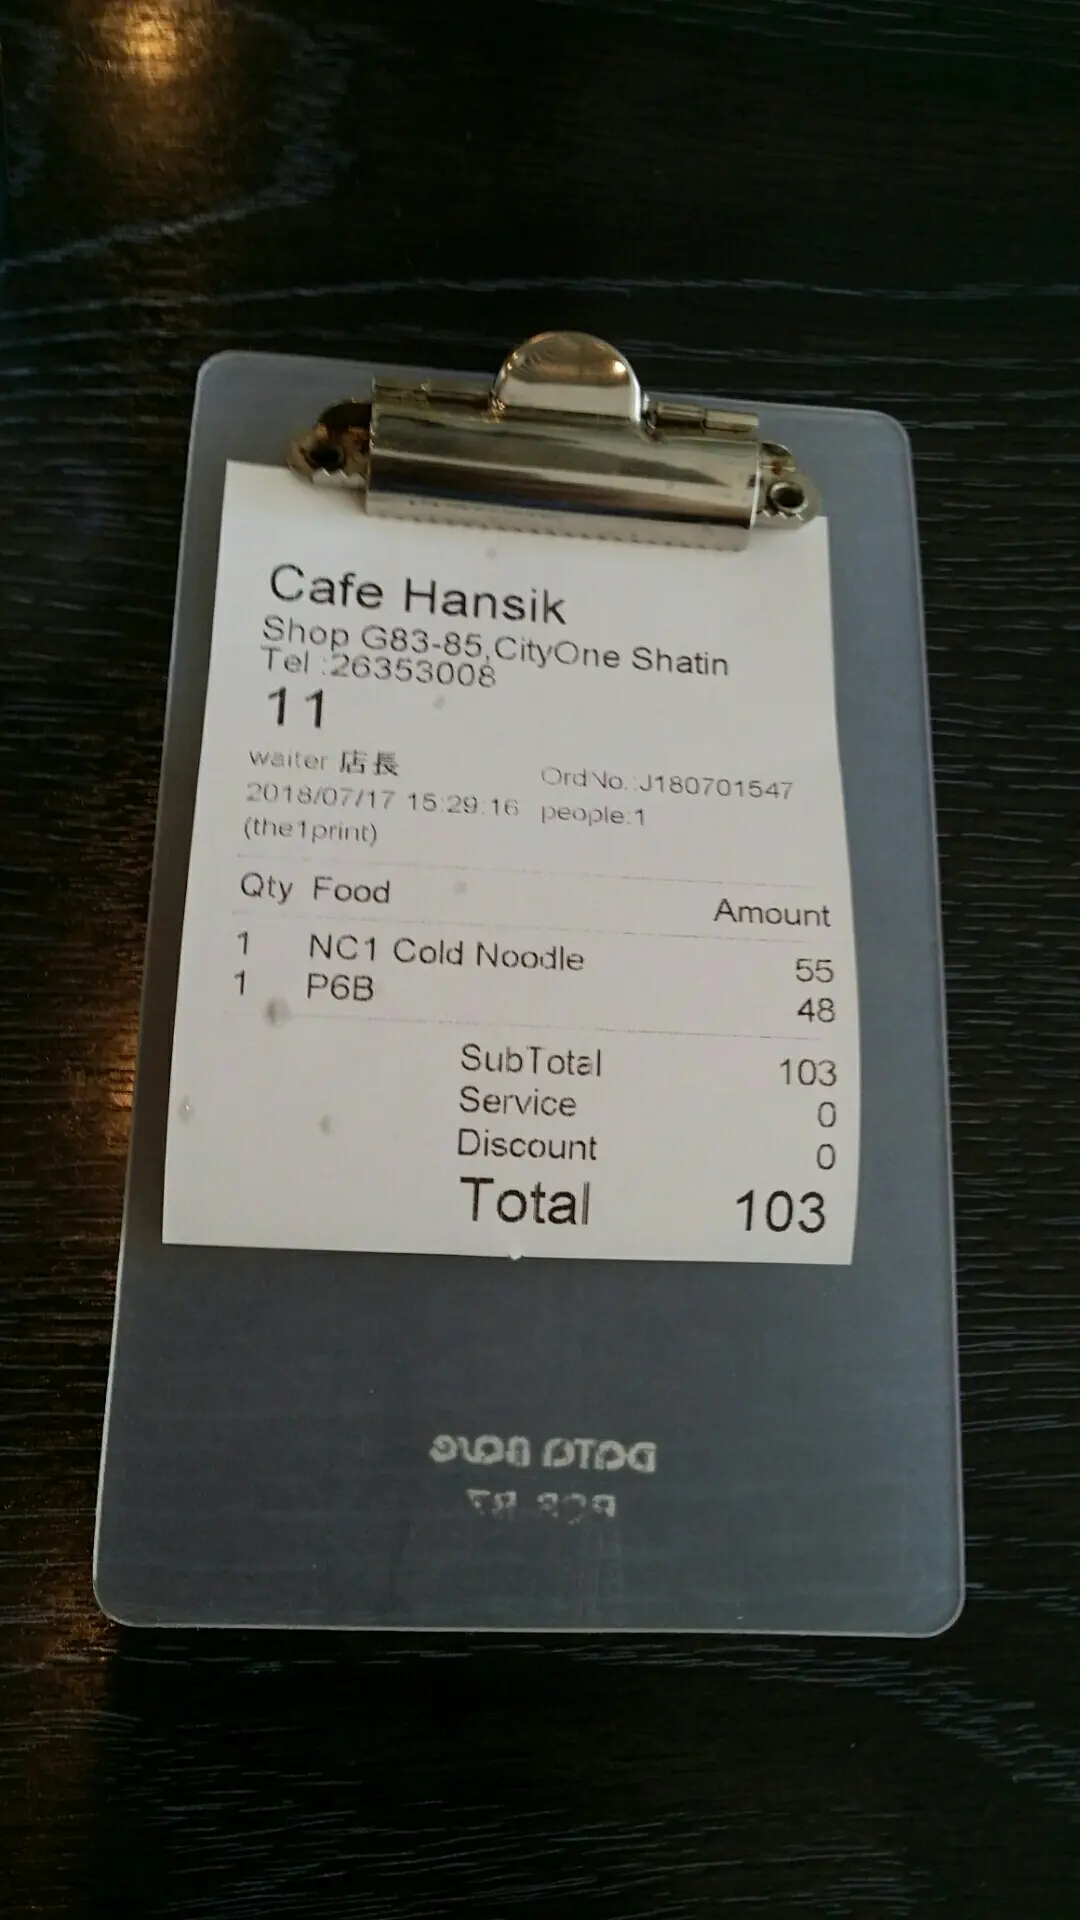 Cafe Hansik
Shop G83-85,CityOne Shatin
Tel :26353008
11
waiter 店長
OrdNo.:J180701547
2018/07/17 15:29:16 people:1
(the1print)
Qty Food Amount
1 NC1 Cold Noodle 55
1 P6B 48
SubTotal 103
Service 0
Discount 0
Total 103